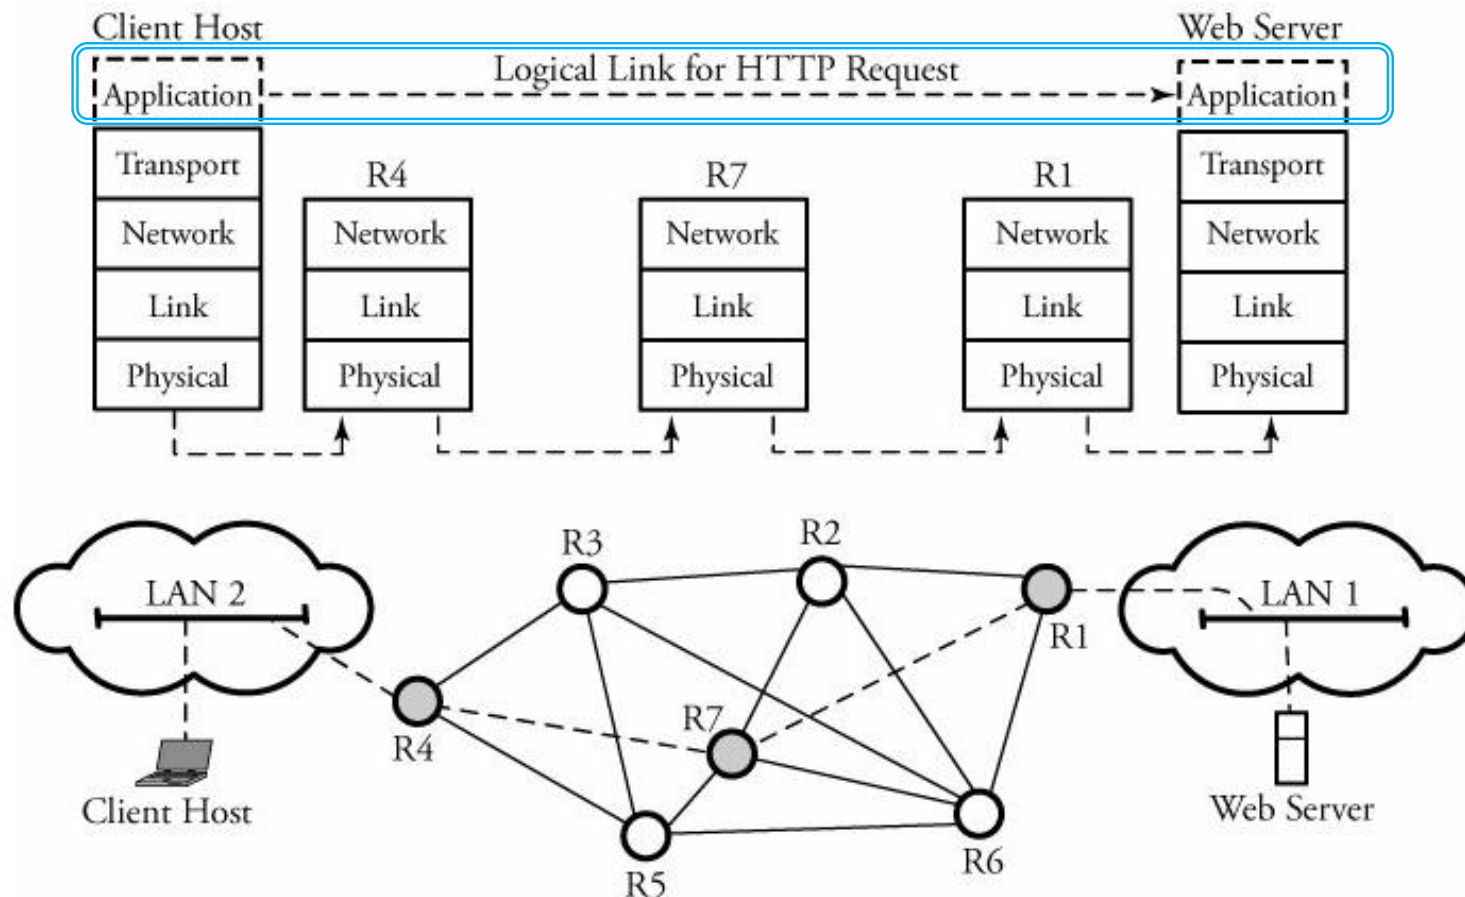 Client Host
Web Server
Logical Link for HTTP Request
Application
Application
Transport
Transport
R4
R7
R1
Network
Network
Network
Network
Network
Link
Link
Link
Link
Link
Physical
Physical
Physical
Physical
Physical
R3
R2
LAN 2
LAN 1
R1
R4
R7
Client Host
Web Server
R6
R5